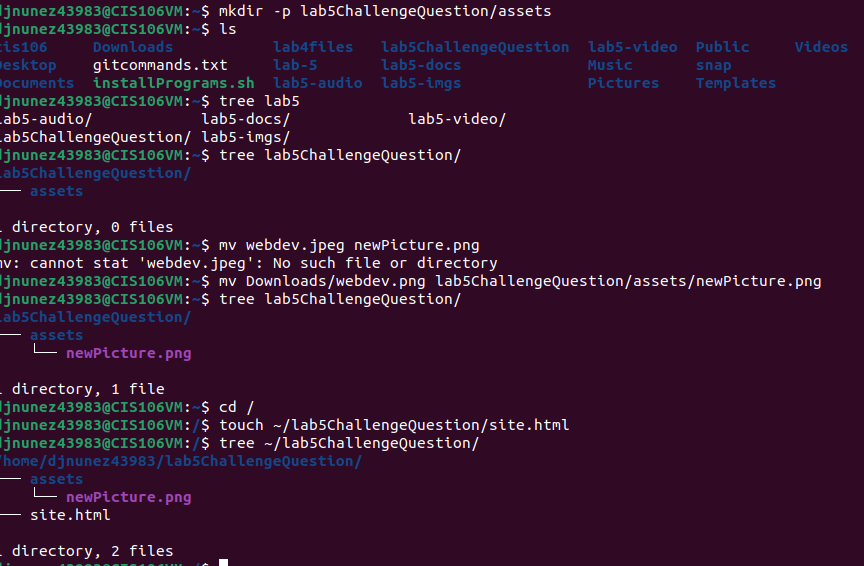 djnunez43983@CIS106VM:~$ mkdir -p lab5ChallengeQuestion/assets
djnunez43983@CIS106VM:~$ ls
cis106 Downloads lab4files lab5ChallengeQuestion lab5-video Public Videos
Desktop gitcommands.txt lab-5 lab5-docs Music snap
Documents installPrograms.sh lab5-audio lab5-imgs Pictures Templates
djnunez43983@CIS106VM:~$ tree lab5
lab5-audio/ lab5-docs/ lab5-video/
lab5ChallengeQuestion/ lab5-imgs/
djnunez43983@CIS106VM:~$ tree lab5ChallengeQuestion/
lab5ChallengeQuestion/
── assets

1 directory, 0 files
djnunez43983@CIS106VM:~$ mv webdev.jpeg newPicture.png
mv: cannot stat 'webdev.jpeg': No such file or directory
djnunez43983@CIS106VM:~$ mv Downloads/webdev.png lab5ChallengeQuestion/assets/newPicture.png
djnunez43983@CIS106VM:~$ tree lab5ChallengeQuestion/
lab5ChallengeQuestion/
── assets
└── newPicture.png

1 directory, 1 file
djnunez43983@CIS106VM:~$ cd /
djnunez43983@CIS106VM:/$ touch ~/lab5ChallengeQuestion/site.html
djnunez43983@CIS106VM:/$ tree ~/lab5ChallengeQuestion/
/home/djnunez43983/lab5ChallengeQuestion/
── assets
└── newPicture.png
── site.html

1 directory, 2 files
djnunez43983@CIS106VM:/$